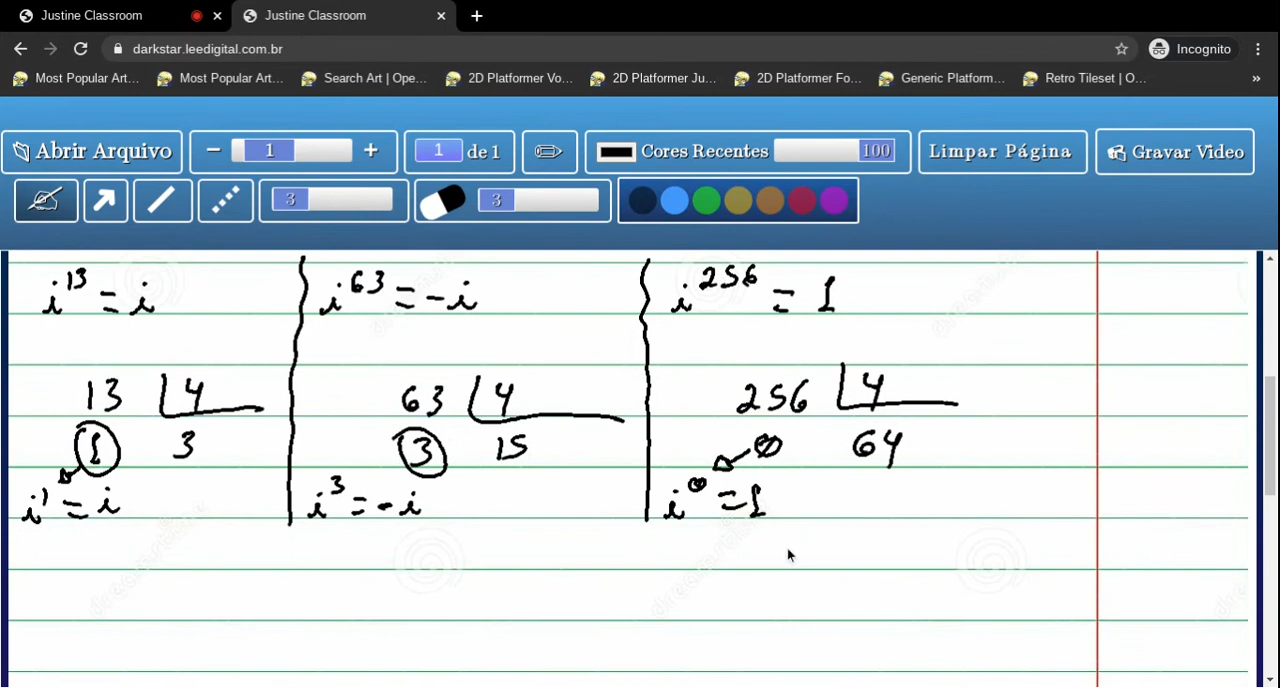 Justine Classroom
Justine Classroom
darkstar.leedigital.com.br
Incognito
Most Popular Art...
Most Popular Art...
Search Art | Ope...
2D Platformer Vo...
2D Platformer Ju...
2D Platformer Fo...
Generic Platform...
Retro Tileset | O...
»
Abrir Arquivo
− 1 +
1 de 1
Cores Recentes 100
Limpar Página
Gravar Video
3
3
i¹³ = i
i⁶³ = -i
i²⁵⁶ = 1
13 | 4
63 | 4
256 | 4
1 3
3 15
0 64
i¹ = i
i³ = -i
i⁰ = 1
dreamstime